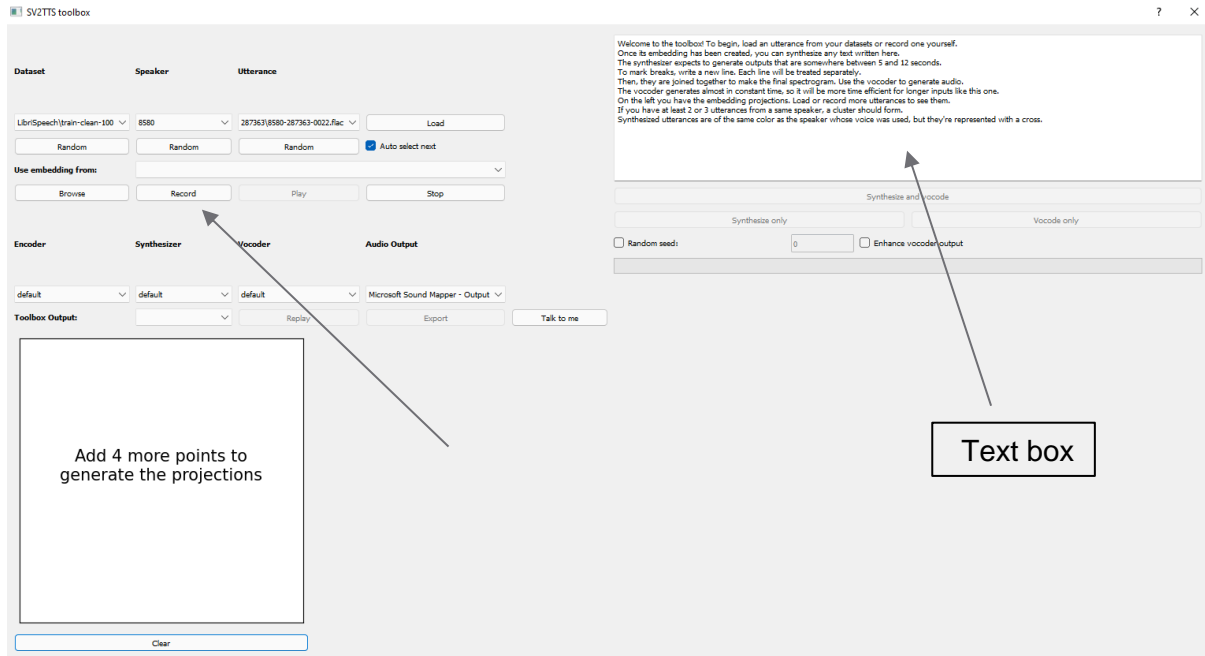 SV2TTS toolbox
? ×
Dataset Speaker Utterance
LibriSpeech\train-clean-100 8580 287363\8580-287363-0022.flac Load
Random Random Random Auto select next
Use embedding from:
Browse Record Play Stop
Encoder Synthesizer Vocoder Audio Output
default default default Microsoft Sound Mapper - Output
Toolbox Output: Replay Export Talk to me
Add 4 more points to
generate the projections
Clear
Welcome to the toolbox! To begin, load an utterance from your datasets or record one yourself.
Once its embedding has been created, you can synthesize any text written here.
The synthesizer expects to generate outputs that are somewhere between 5 and 12 seconds.
To mark breaks, write a new line. Each line will be treated separately.
Then, they are joined together to make the final spectrogram. Use the vocoder to generate audio.
The vocoder generates almost in constant time, so it will be more time efficient for longer inputs like this one.
On the left you have the embedding projections. Load or record more utterances to see them.
If you have at least 2 or 3 utterances from a same speaker, a cluster should form.
Synthesized utterances are of the same color as the speaker whose voice was used, but they're represented with a cross.
Synthesize and vocode
Synthesize only Vocode only
Random seed: 0 Enhance vocoder output
Text box